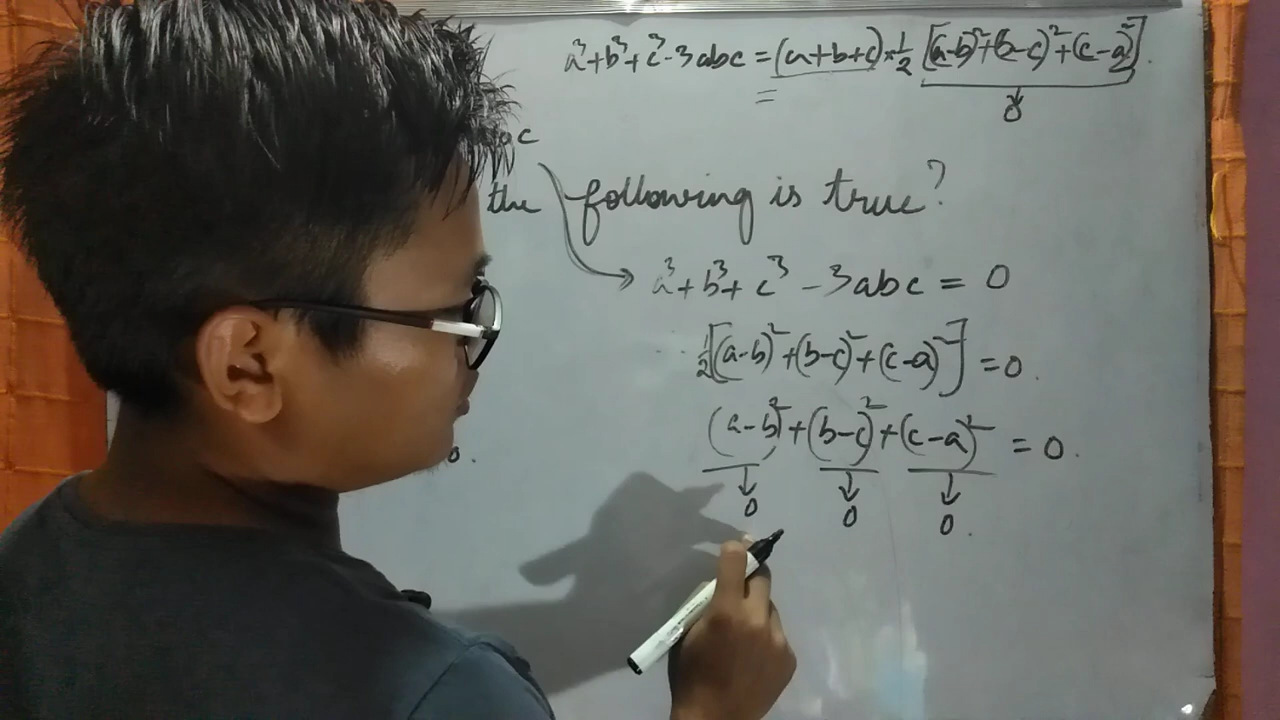 a³+b³+c³-3abc = (a+b+c)×1/2 [(a-b)²+(b-c)²+(c-a)²].
=
0
the following is true?
a³+b³+c³-3abc = 0
1/2[(a-b)²+(b-c)²+(c-a)²] = 0.
(a-b)²+(b-c)²+(c-a)² = 0.
0 0 0.